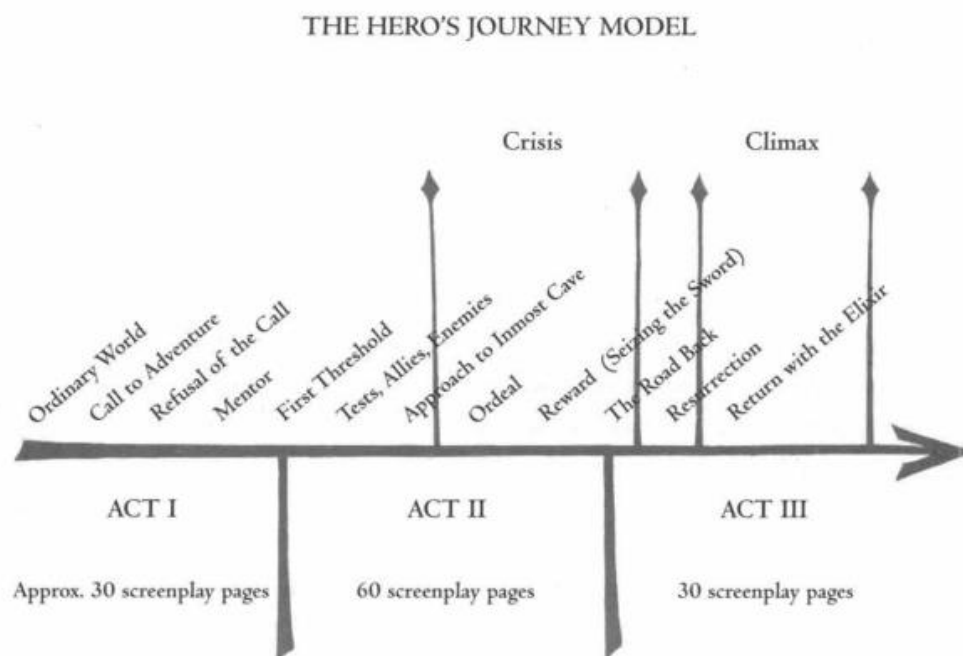 THE HERO'S JOURNEY MODEL
Crisis
Climax
Ordinary World
Call to Adventure
Refusal of the Call
Mentor
First Threshold
Tests, Allies, Enemies
Approach to Inmost Cave
Ordeal
Reward (Seizing the Sword)
The Road Back
Resurrection
Return with the Elixir
ACT I
ACT II
ACT III
Approx. 30 screenplay pages
60 screenplay pages
30 screenplay pages